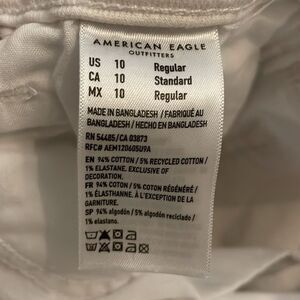 AMERICAN EAGLE
OUTFITTERS
US 10 Regular
CA 10 Standard
MX 10 Regular
MADE IN BANGLADESH / FABRIQUÉ AU
BANGLADESH / HECHO EN BANGLADESH
RN 54485/CA 03873
RFC# AEM120605U9A
EN 94% COTTON / 5% RECYCLED COTTON /
1% ELASTANE. EXCLUSIVE OF
DECORATION.
FR 94% COTON / 5% COTON RÉGÉNÉRÉ /
1% ÉLASTHANNE. À L'EXCEPTION DE LA
GARNITURE.
SP 94% algodón / 5% algodón reciclado /
1% elastano.